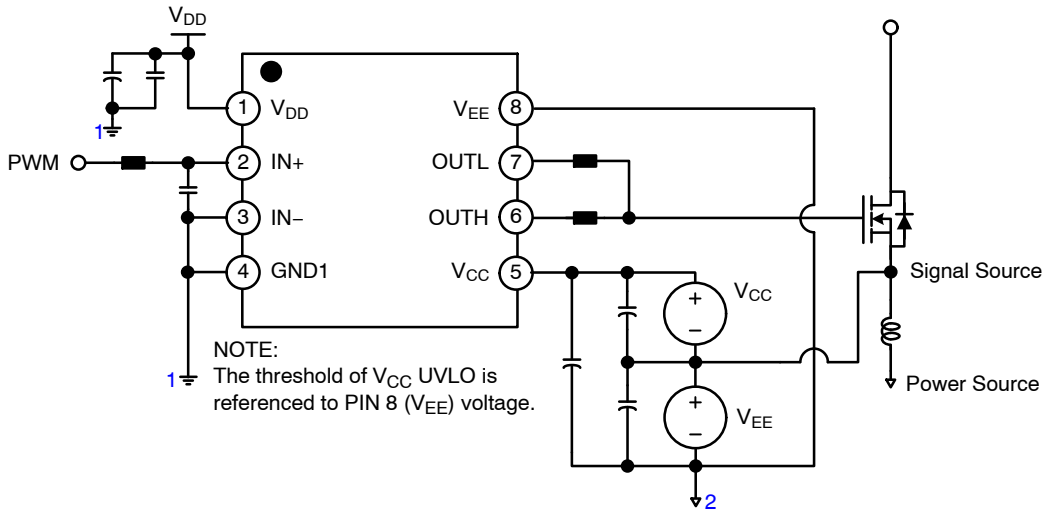 VDD
1
1 VDD
VEE 8
PWM
2 IN+
OUTL 7
3 IN−
OUTH 6
4 GND1
VCC 5
Signal Source
+
−
VCC
1
NOTE:
The threshold of VCC UVLO is
referenced to PIN 8 (VEE) voltage.
Power Source
+
−
VEE
2